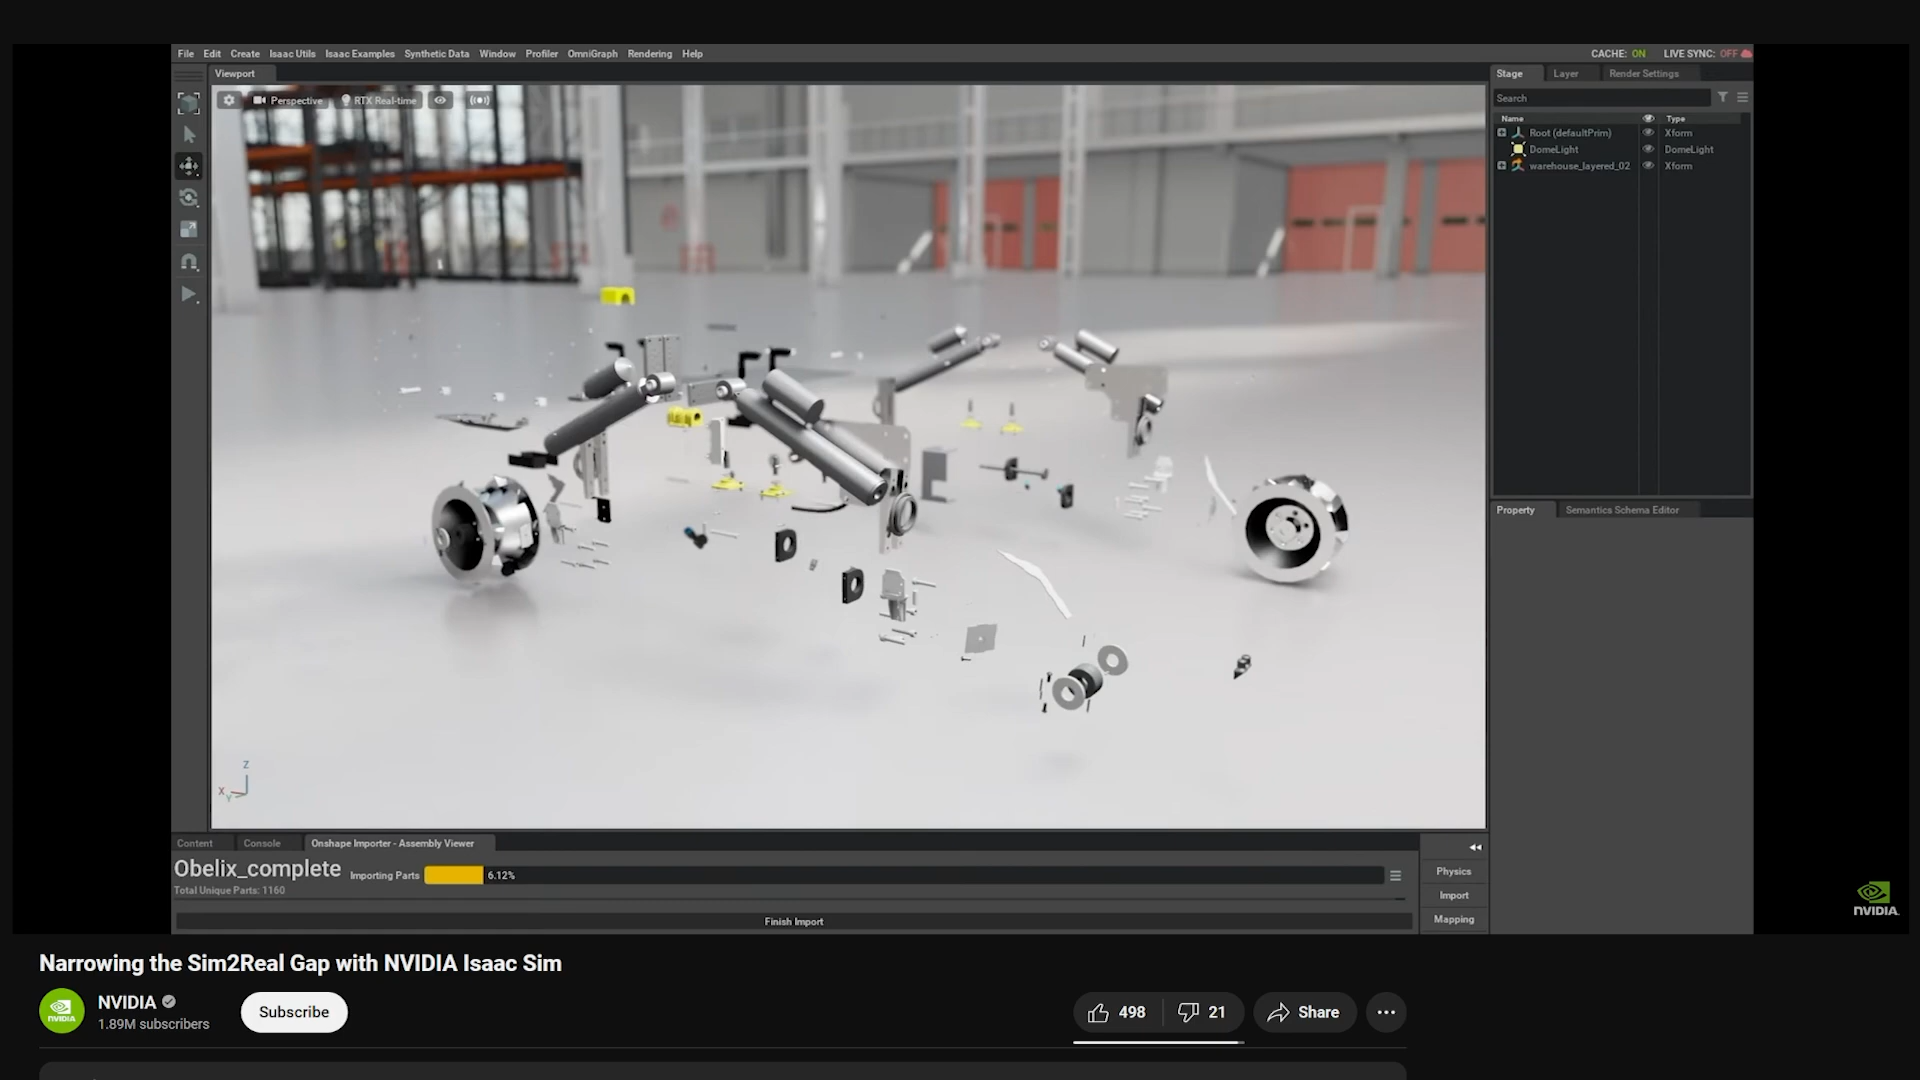 File Edit Create Isaac Utils Isaac Examples Synthetic Data Window Profiler OmniGraph Rendering Help
CACHE: ON LIVE SYNC: OFF
Viewport
Stage Layer Render Settings
Perspective RTX Real-time
Search
Name Type
Root (defaultPrim) Xform
DomeLight DomeLight
warehouse_layered_02 Xform
Property Semantics Schema Editor
Z
X
Y
Content Console Onshape Importer - Assembly Viewer
Obelix_complete Importing Parts 6.12%
Total Unique Parts: 1160
Finish Import
Physics
Import
Mapping
NVIDIA.
Narrowing the Sim2Real Gap with NVIDIA Isaac Sim
NVIDIA
NVIDIA
1.89M subscribers
Subscribe
498
21
Share